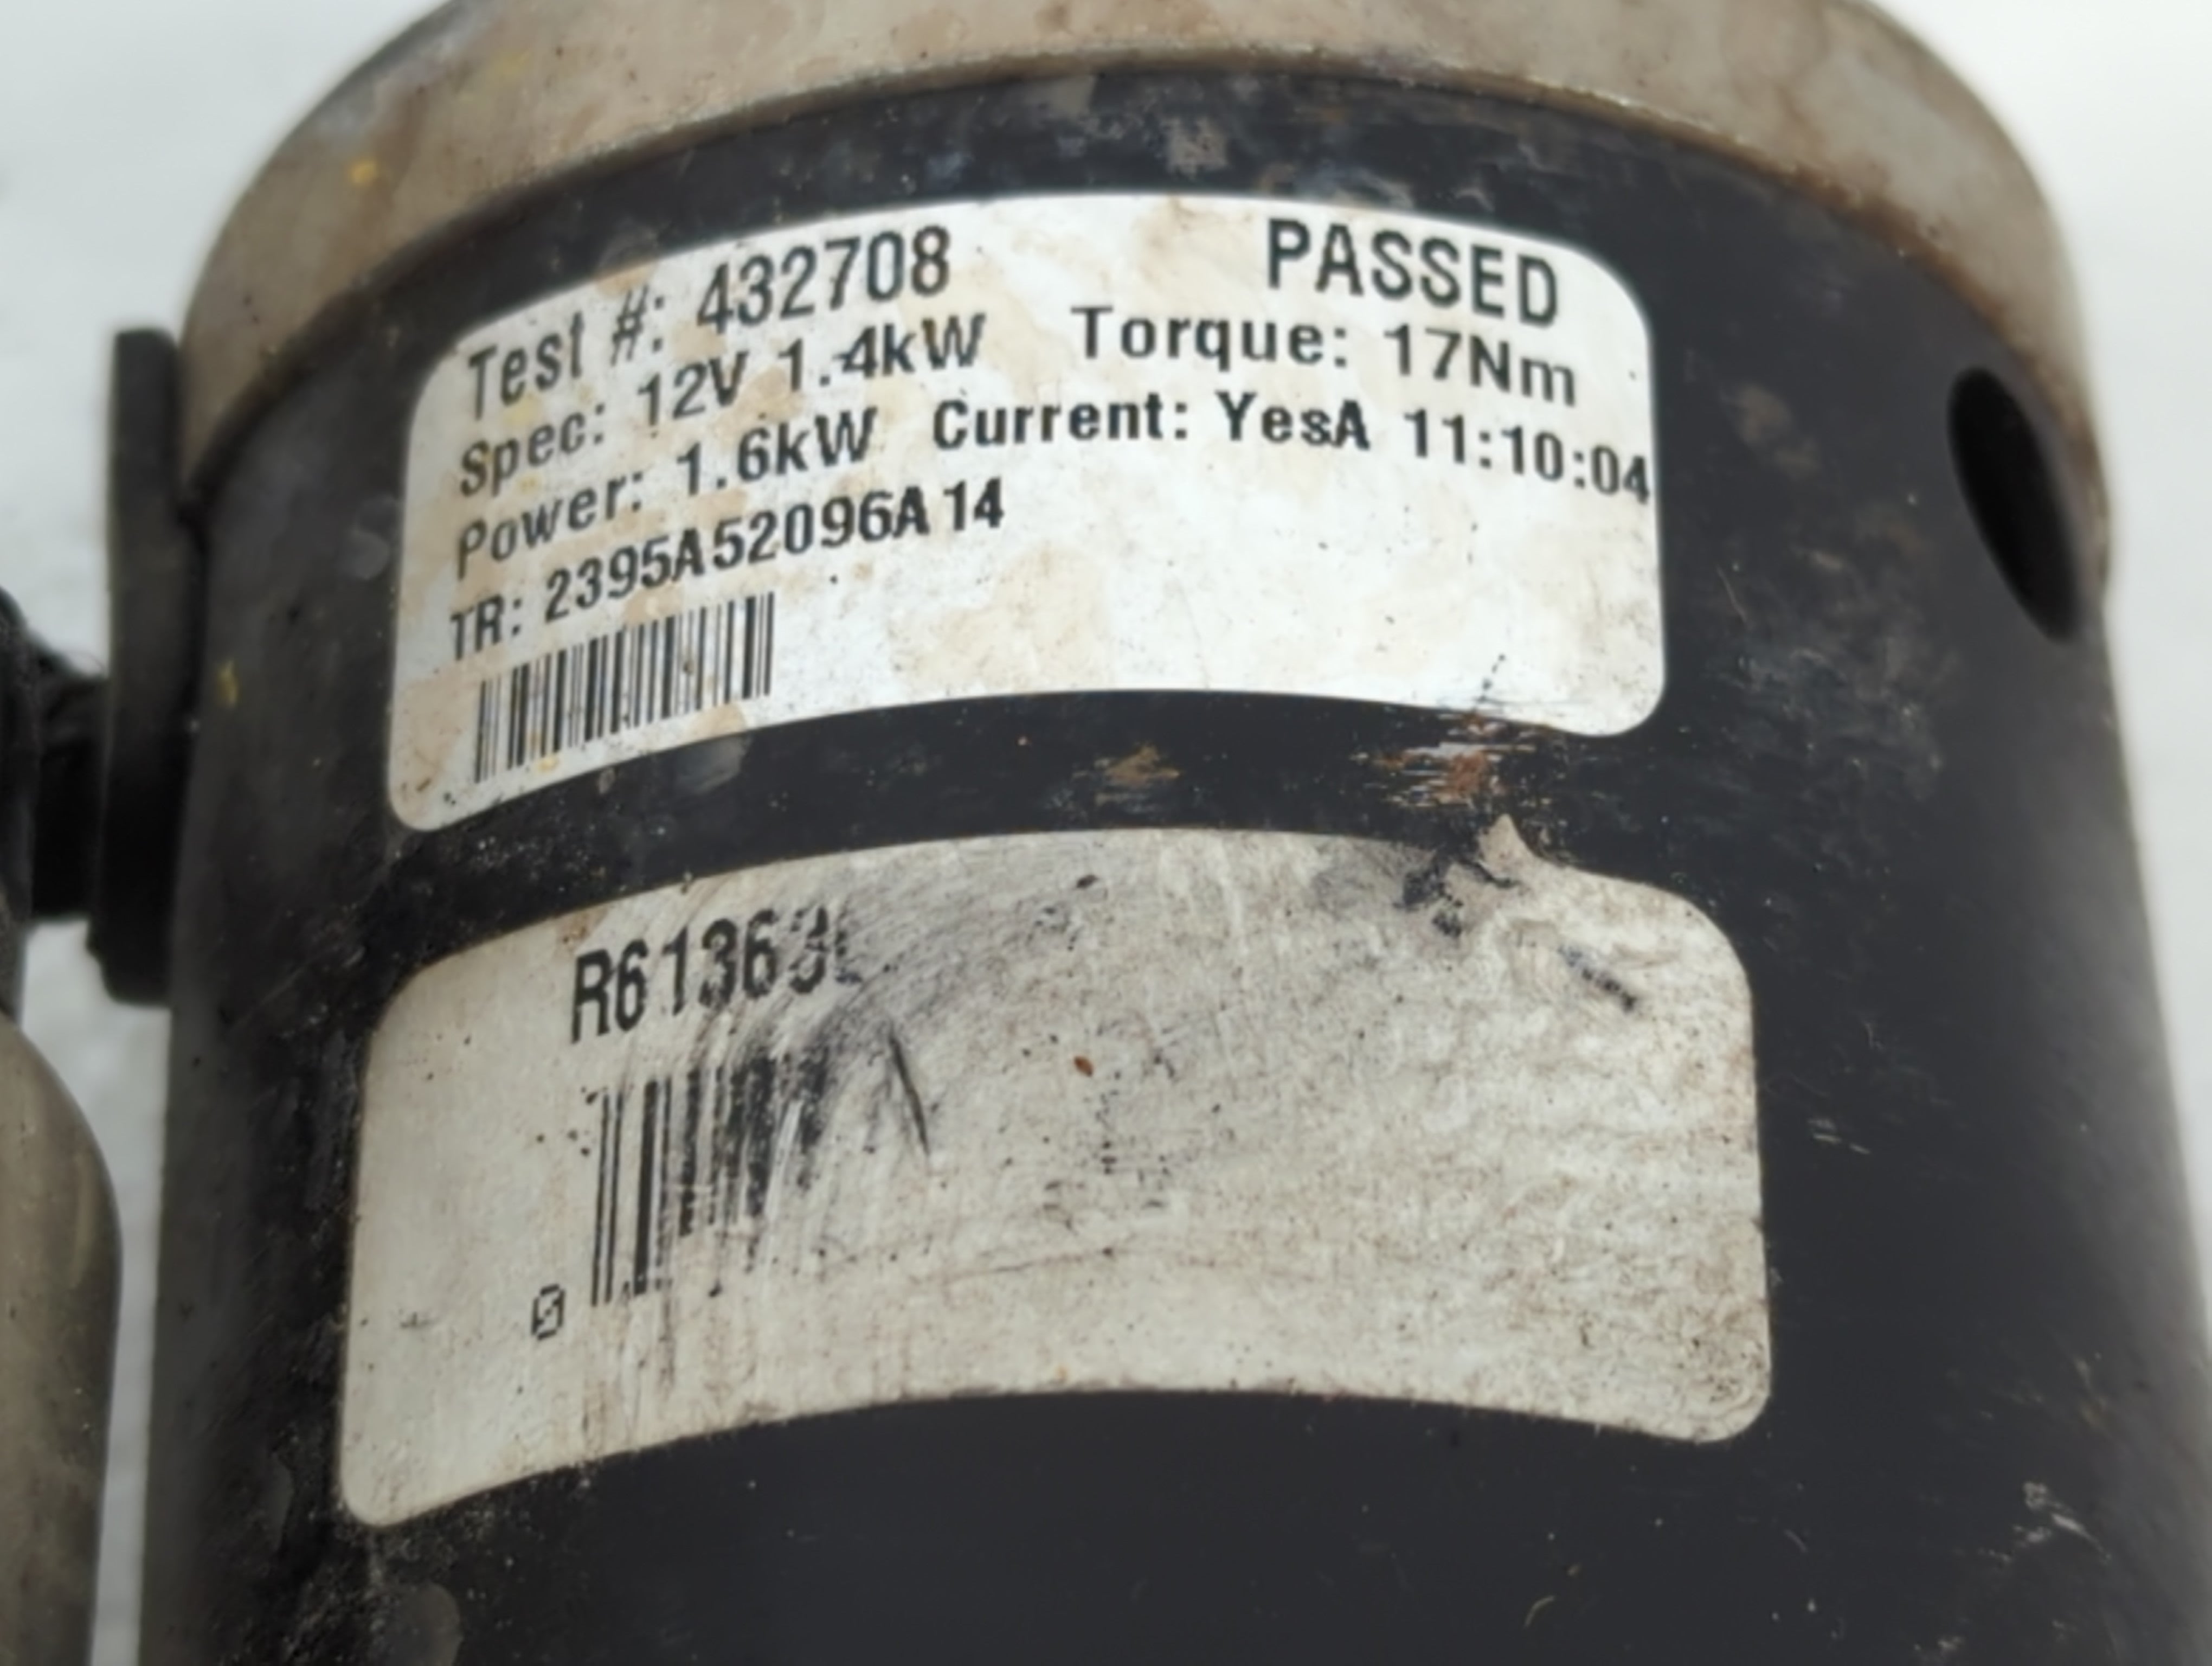 Test #: 432708 PASSED
Spec: 12V 1.4kW Torque: 17Nm
Power: 1.6kW Current: YesA 11:10:04
TR: 2395A52096A14
0